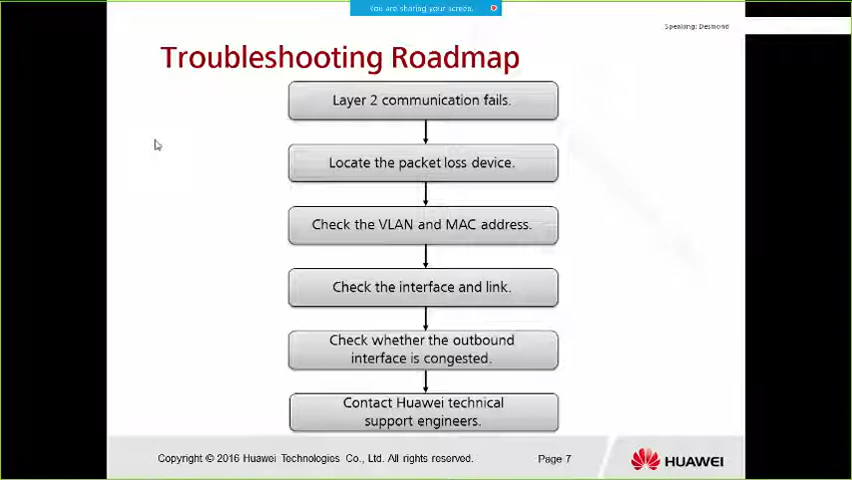 You are sharing your screen.
Speaking: Desmond
Troubleshooting Roadmap
Layer 2 communication fails.
Locate the packet loss device.
Check the VLAN and MAC address.
Check the interface and link.
Check whether the outbound
interface is congested.
Contact Huawei technical
support engineers.
Copyright © 2016 Huawei Technologies Co., Ltd. All rights reserved.
Page 7
HUAWEI